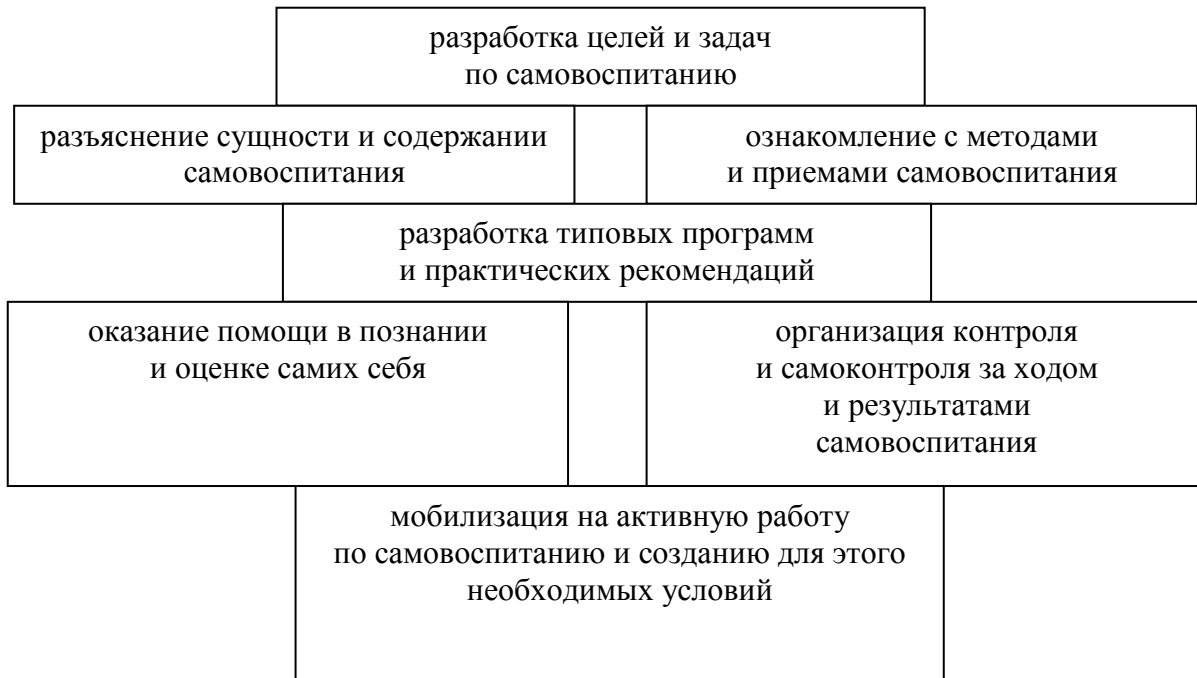 разработка целей и задач
по самовоспитанию
разъяснение сущности и содержании
самовоспитания
ознакомление с методами
и приемами самовоспитания
разработка типовых программ
и практических рекомендаций
оказание помощи в познании
и оценке самих себя
организация контроля
и самоконтроля за ходом
и результатами
самовоспитания
мобилизация на активную работу
по самовоспитанию и созданию для этого
необходимых условий